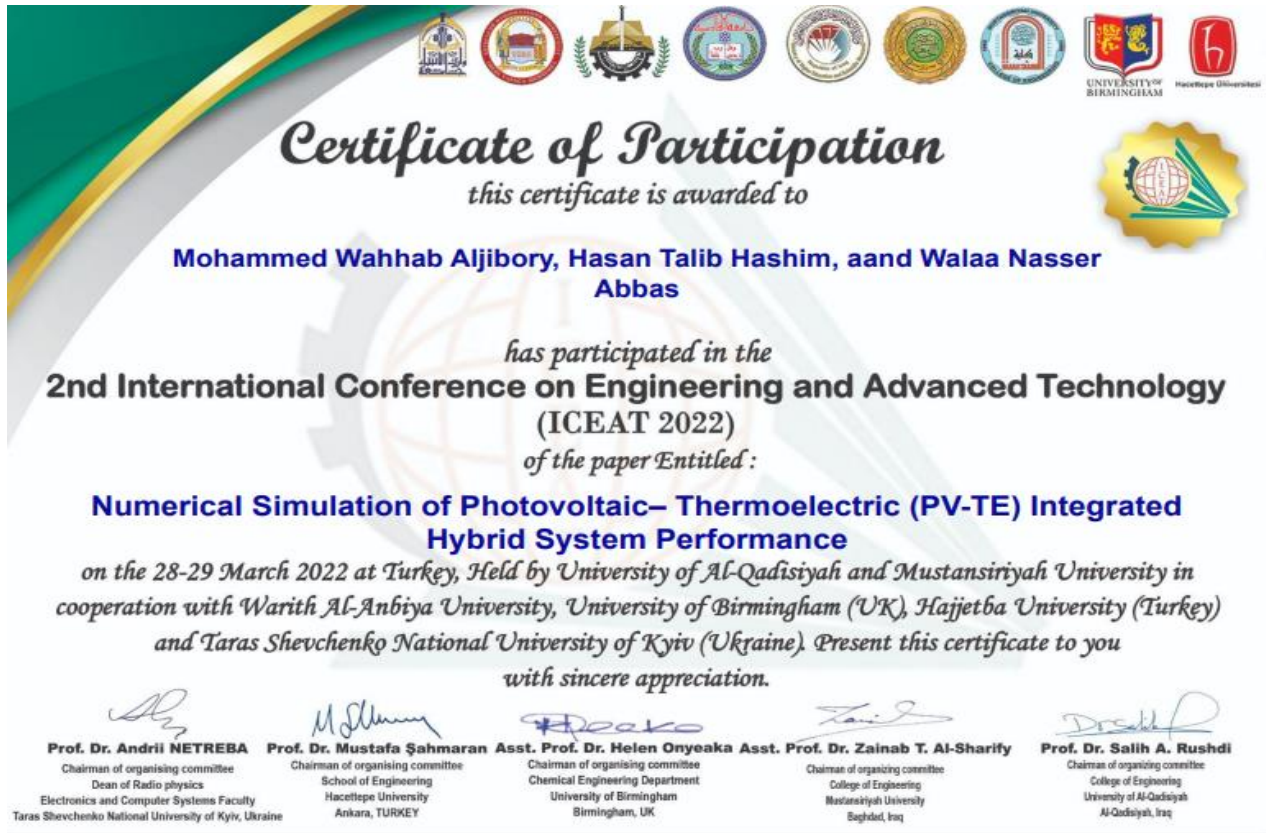 UNIVERSITY OF
BIRMINGHAM
Hacettepe Üniversitesi
Certificate of Participation
this certificate is awarded to
ICEAT
Mohammed Wahhab Aljibory, Hasan Talib Hashim, aand Walaa Nasser
Abbas
has participated in the
2nd International Conference on Engineering and Advanced Technology
(ICEAT 2022)
of the paper Entitled :
Numerical Simulation of Photovoltaic– Thermoelectric (PV-TE) Integrated
Hybrid System Performance
on the 28-29 March 2022 at Turkey, Held by University of Al-Qadisiyah and Mustansiriyah University in
cooperation with Warith Al-Anbiya University, University of Birmingham (UK), Hajjetba University (Turkey)
and Taras Shevchenko National University of Kyiv (Ukraine). Present this certificate to you
with sincere appreciation.
Prof. Dr. Andrii NETREBA
Chairman of organising committee
Dean of Radio physics
Electronics and Computer Systems Faculty
Taras Shevchenko National University of Kyiv, Ukraine
Prof. Dr. Mustafa Şahmaran
Chairman of organising committee
School of Engineering
Hacettepe University
Ankara, TURKEY
Asst. Prof. Dr. Helen Onyeaka
Chairman of organising committee
Chemical Engineering Department
University of Birmingham
Birmingham, UK
Asst. Prof. Dr. Zainab T. Al-Sharify
Chairman of organizing committee
College of Engineering
Mustansiriyah University
Baghdad, Iraq
Prof. Dr. Salih A. Rushdi
Chairman of organizing committee
College of Engineering
University of Al-Qadisiyah
Al-Qadisiyah, Iraq